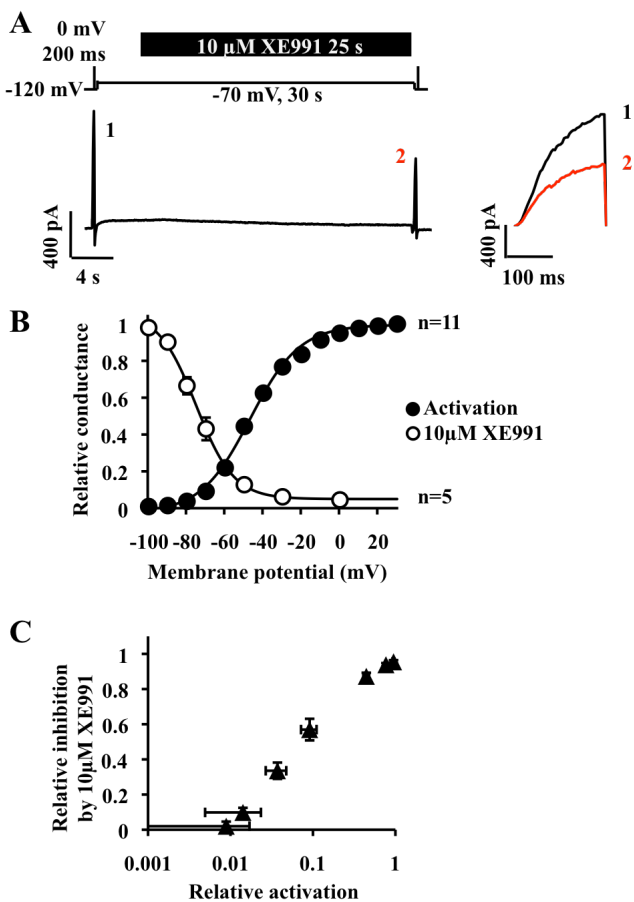 A
0 mV
200 ms
10 µM XE991 25 s
-120 mV
-70 mV, 30 s
1
2
400 pA
4 s
1
2
400 pA
100 ms
B
Relative conductance
1
0.8
0.6
0.4
0.2
0
n=11
Activation
10µM XE991
n=5
-100 -80 -60 -40 -20 0 20
Membrane potential (mV)
C
Relative inhibition
by 10µM XE991
1
0.8
0.6
0.4
0.2
0
0.001 0.01 0.1 1
Relative activation